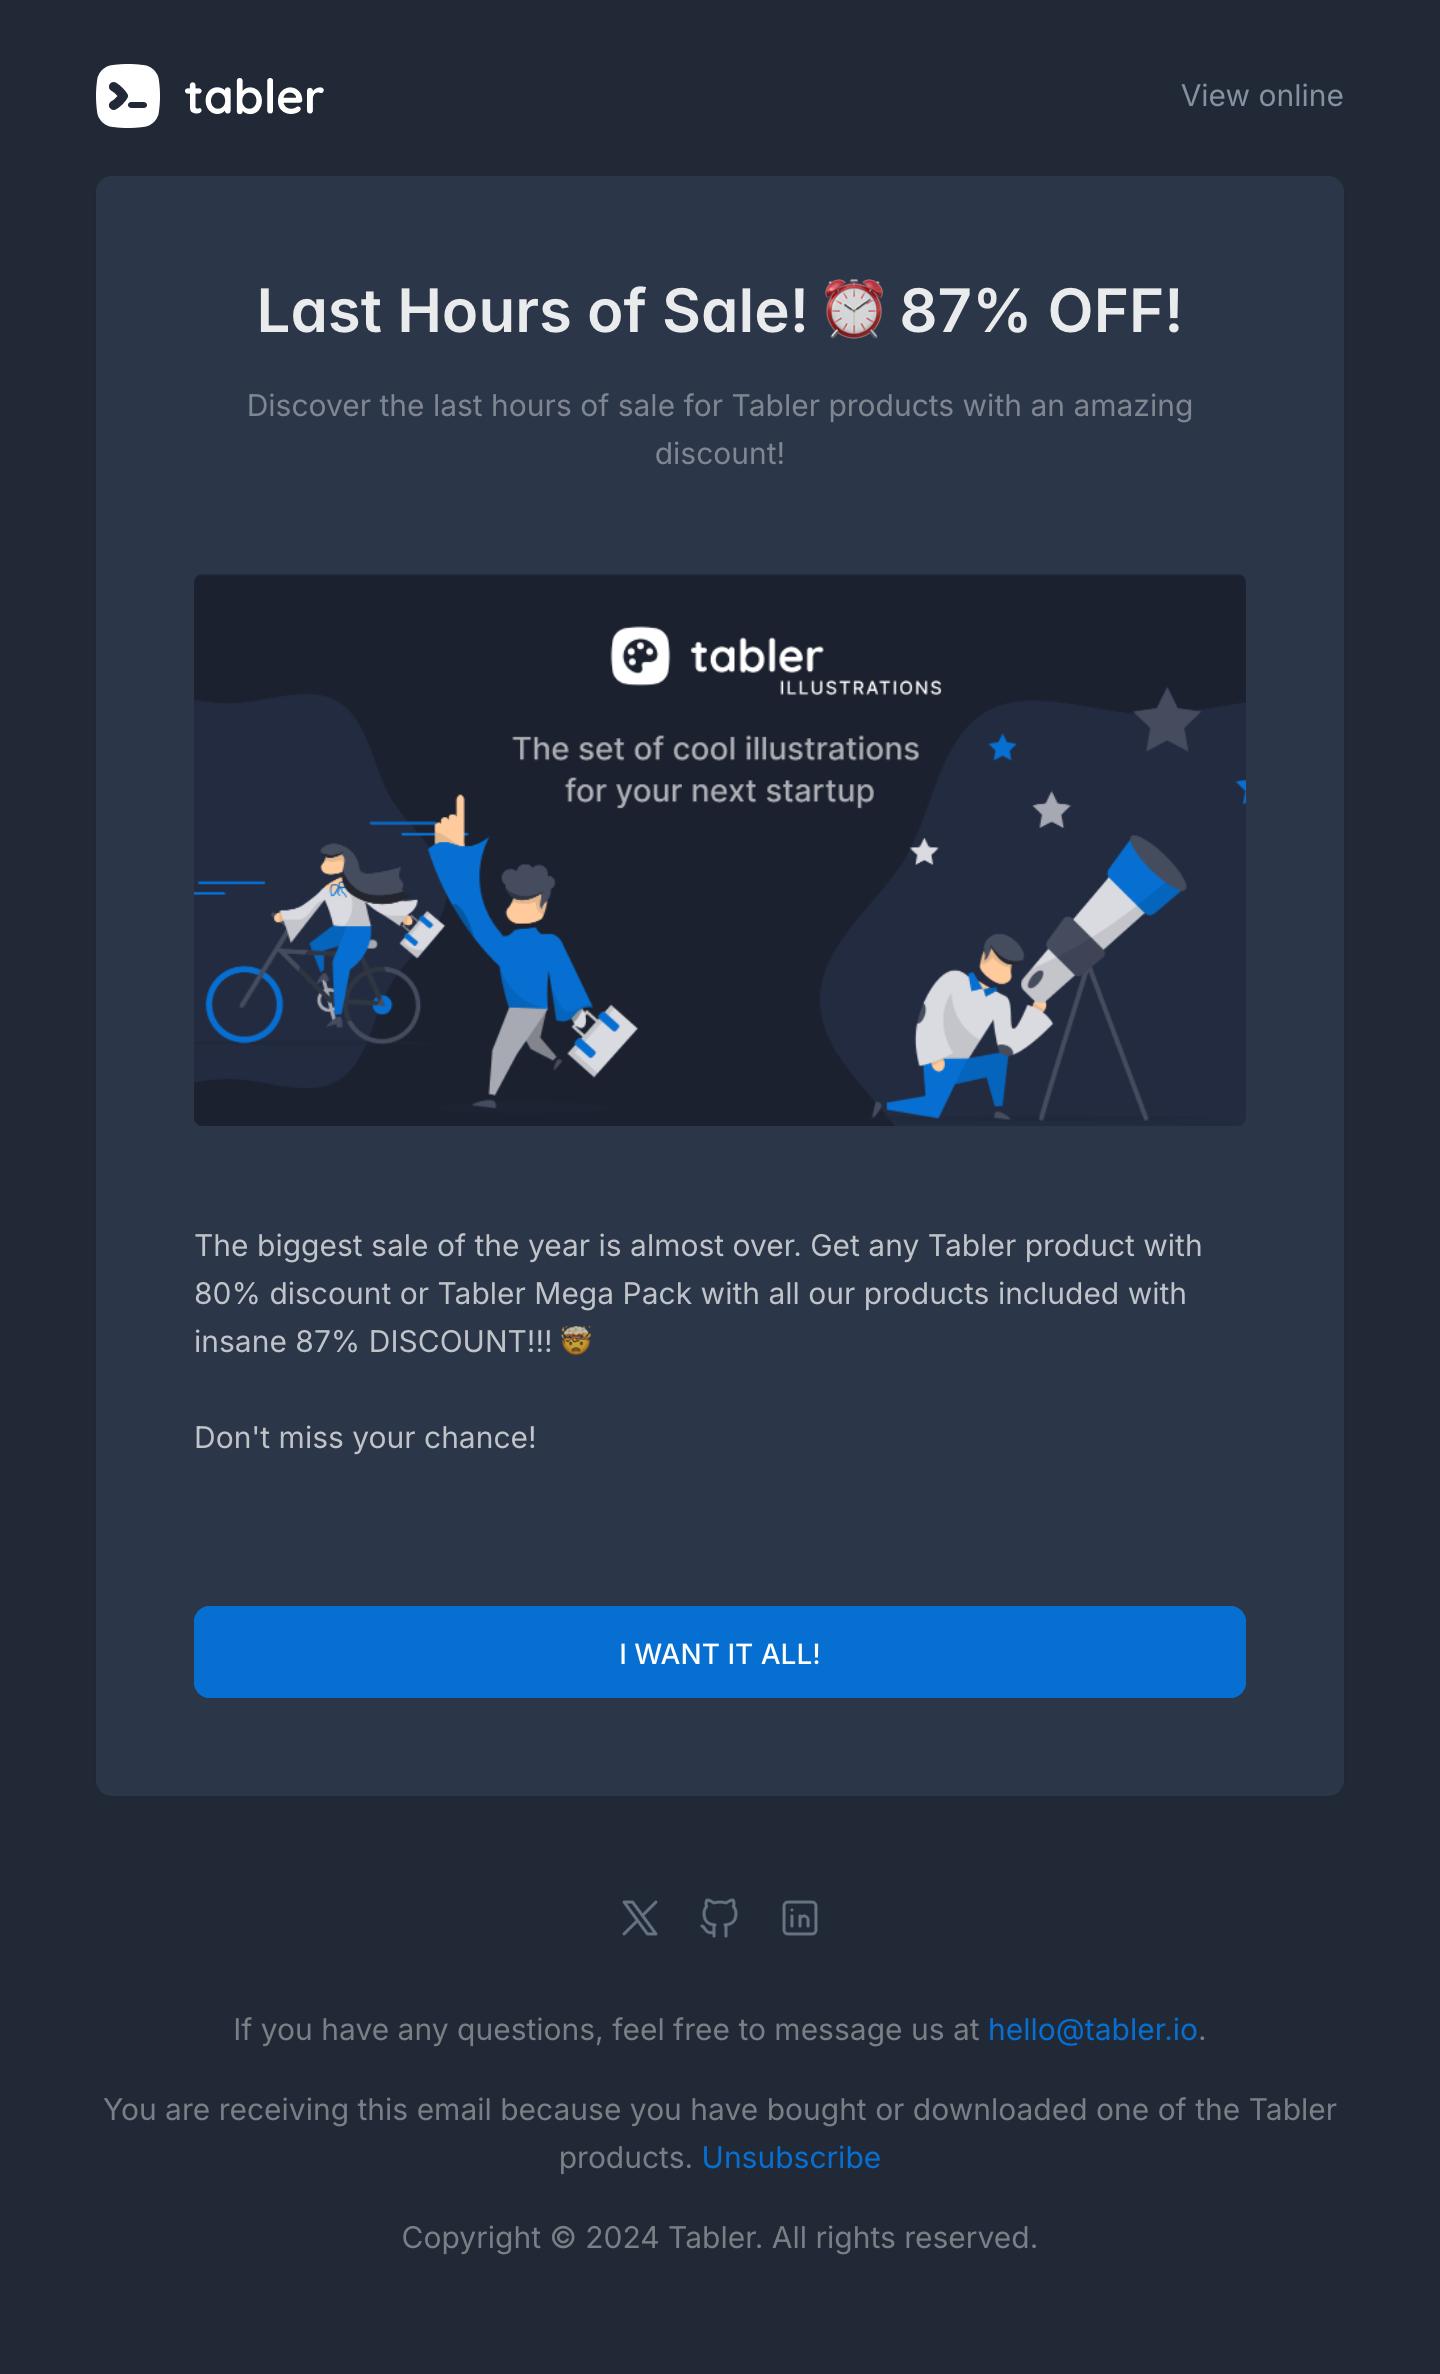 tabler
View online
Last Hours of Sale! ⏰ 87% OFF!
Discover the last hours of sale for Tabler products with an amazing
discount!
tabler
ILLUSTRATIONS
The set of cool illustrations
for your next startup
The biggest sale of the year is almost over. Get any Tabler product with
80% discount or Tabler Mega Pack with all our products included with
insane 87% DISCOUNT!!! 🤯
Don't miss your chance!
I WANT IT ALL!
If you have any questions, feel free to message us at hello@tabler.io.
You are receiving this email because you have bought or downloaded one of the Tabler
products. Unsubscribe
Copyright © 2024 Tabler. All rights reserved.